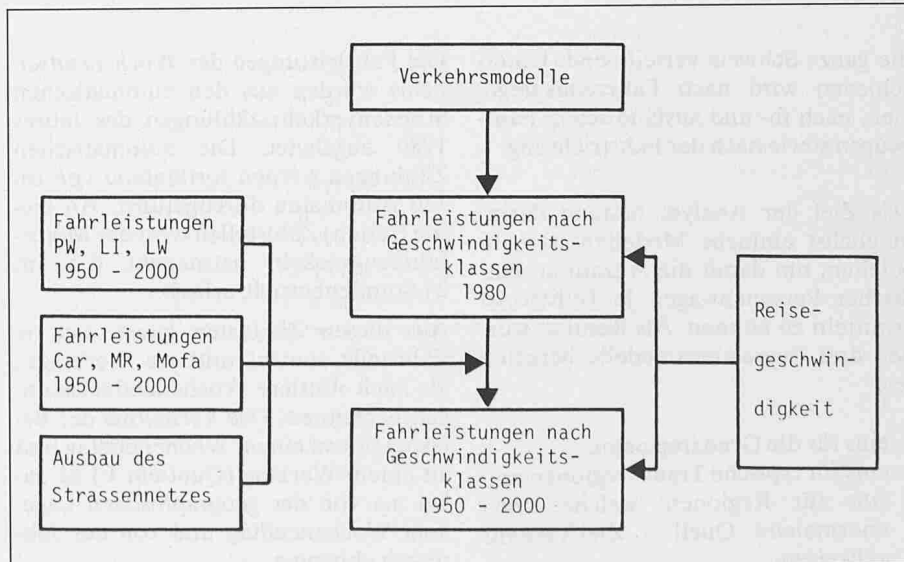 Verkehrsmodelle
Fahrleistungen
PW, LI, LW
1950 - 2000
Fahrleistungen nach
Geschwindigkeits-
klassen
1980
Fahrleistungen
Car, MR, Mofa
1950 - 2000
Reise-
geschwin-
digkeit
Ausbau des
Strassennetzes
Fahrleistungen nach
Geschwindigkeits-
klassen
1950 - 2000